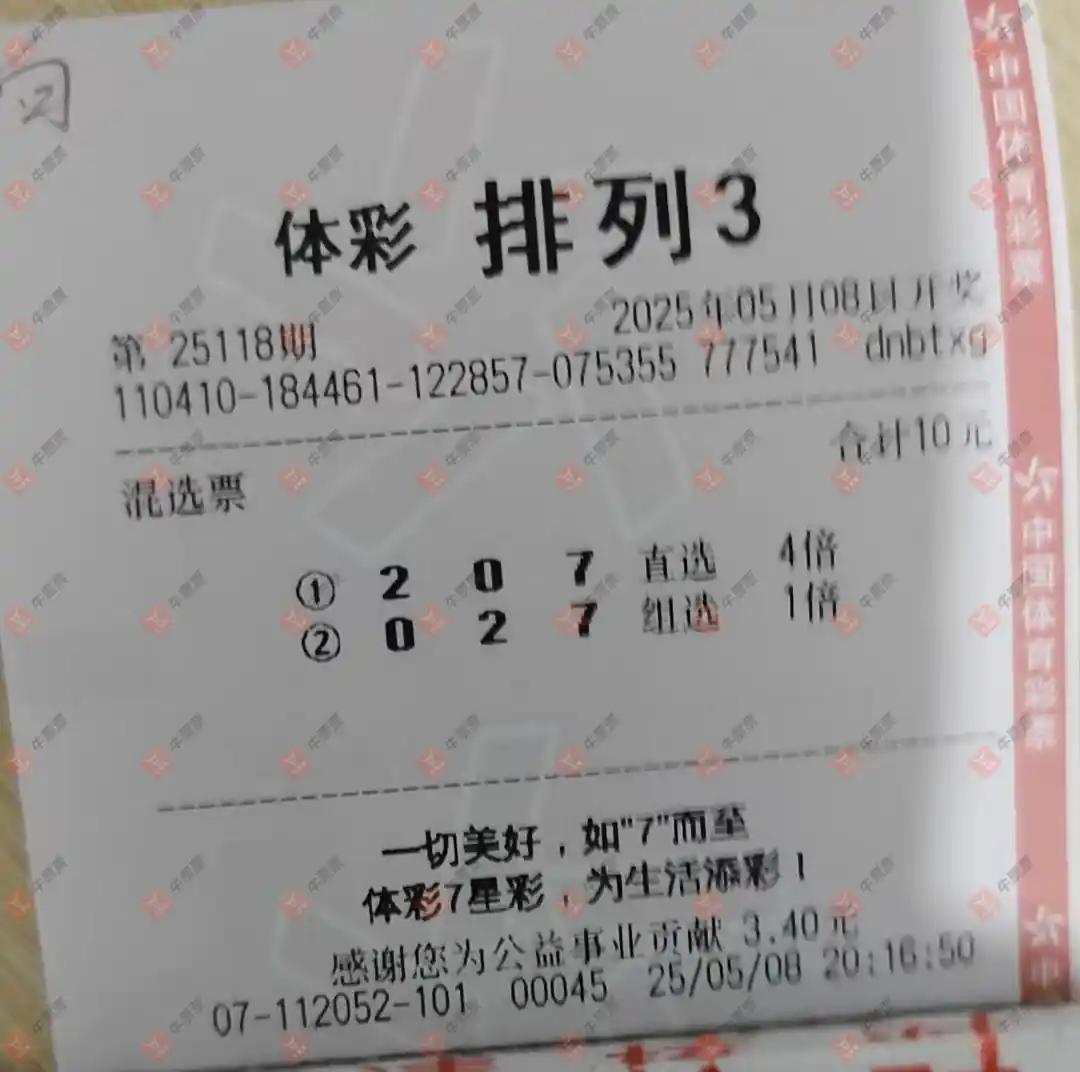 体彩 排列3
第 25118期 2025年05月08日开奖
110410-184461-122857-075355 777541 dnbtxg
合计10元
混选票
① 2 0 7 直选 4倍
② 0 2 7 组选 1倍
一切美好，如"7"而至
体彩7星彩，为生活添彩！
感谢您为公益事业贡献 3.40元
07-112052-101 00045 25/05/08 20:16:50
中国体育彩票
中国体育彩票
中
牛票票